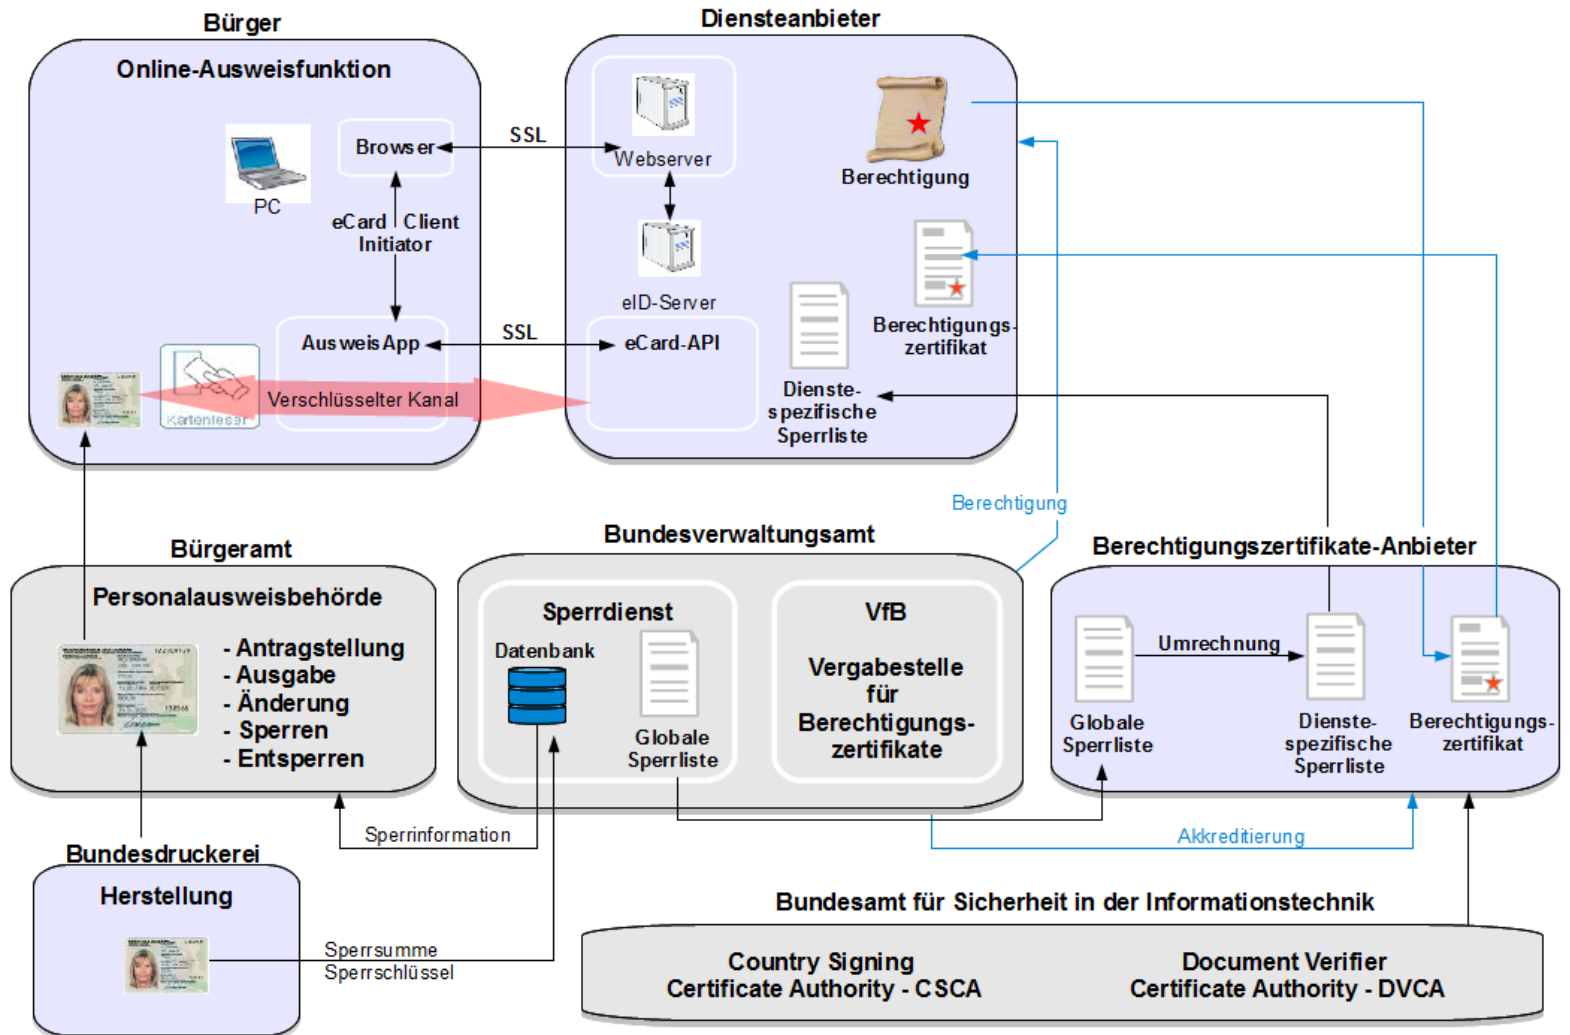 Bürger
Online-Ausweisfunktion
PC
Browser
eCard Client
Initiator
AusweisApp
Kartenleser
Verschlüsselter Kanal
SSL
SSL
Diensteanbieter
Webserver
eID-Server
eCard-API
Berechtigung
Berechtigungs-
zertifikat
Dienste-
spezifische
Sperrliste
Berechtigung
Bürgeramt
Personalausweisbehörde
- Antragstellung
- Ausgabe
- Änderung
- Sperren
- Entsperren
Bundesverwaltungsamt
Sperrdienst
Datenbank
Globale
Sperrliste
VfB
Vergabestelle
für
Berechtigungs-
zertifikate
Berechtigungszertifikate-Anbieter
Globale
Sperrliste
Umrechnung
Dienste-
spezifische
Sperrliste
Berechtigungs-
zertifikat
Sperrinformation
Akkreditierung
Bundesdruckerei
Herstellung
Sperrsumme
Sperrschlüssel
Bundesamt für Sicherheit in der Informationstechnik
Country Signing
Certificate Authority - CSCA
Document Verifier
Certificate Authority - DVCA